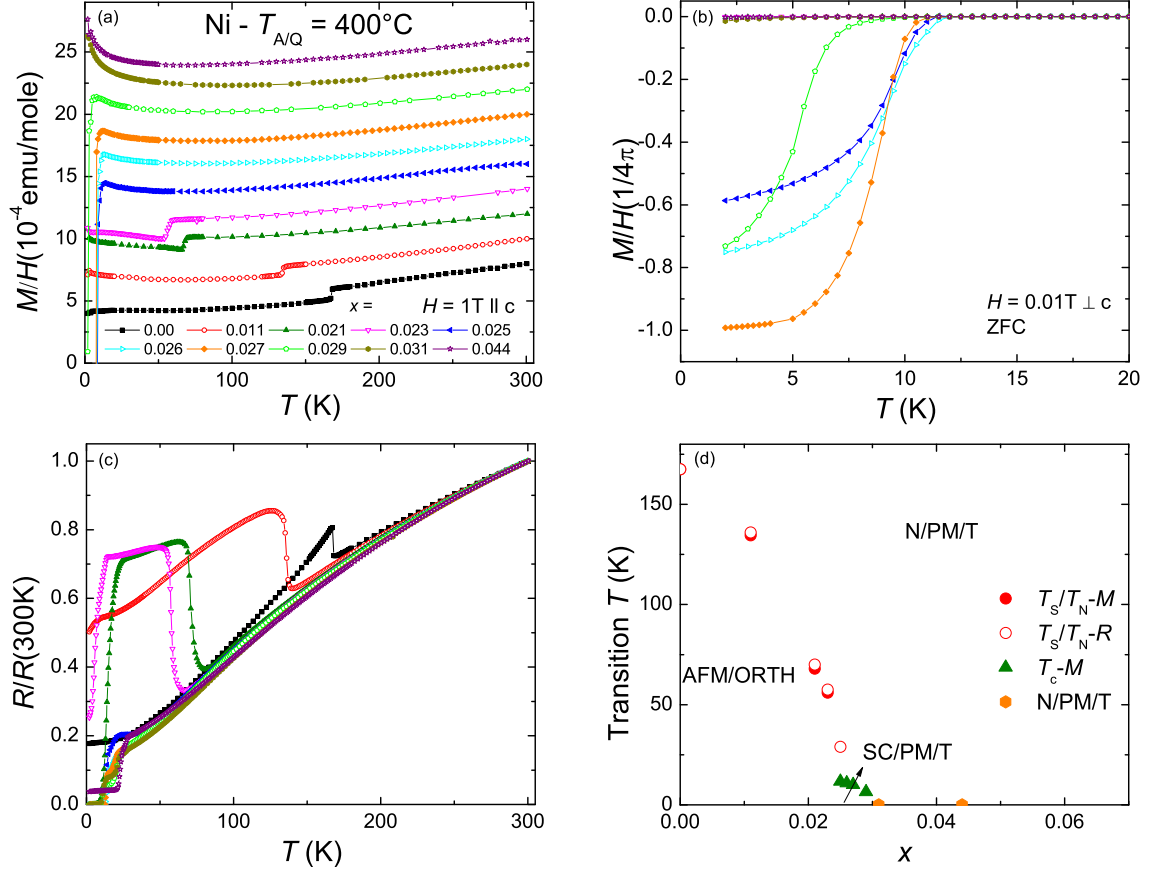 (a)
Ni - T_A/Q = 400°C
M/H(10⁻⁴ emu/mole)
25
20
15
10
5
0
x =
H = 1T || c
0.00 0.011 0.021 0.023 0.025
0.026 0.027 0.029 0.031 0.044
0 100 200 300
T (K)
(b)
M/H(1/4π)
0.0
-0.2
-0.4
-0.6
-0.8
-1.0
H = 0.01T ⊥ c
ZFC
0 5 10 15 20
T (K)
(c)
R/R(300K)
1.0
0.8
0.6
0.4
0.2
0.0
0 100 200 300
T (K)
(d)
Transition T (K)
150
100
50
0
N/PM/T
T_S/T_N-M
T_S/T_N-R
T_c-M
N/PM/T
AFM/ORTH
SC/PM/T
0.00 0.02 0.04 0.06
x